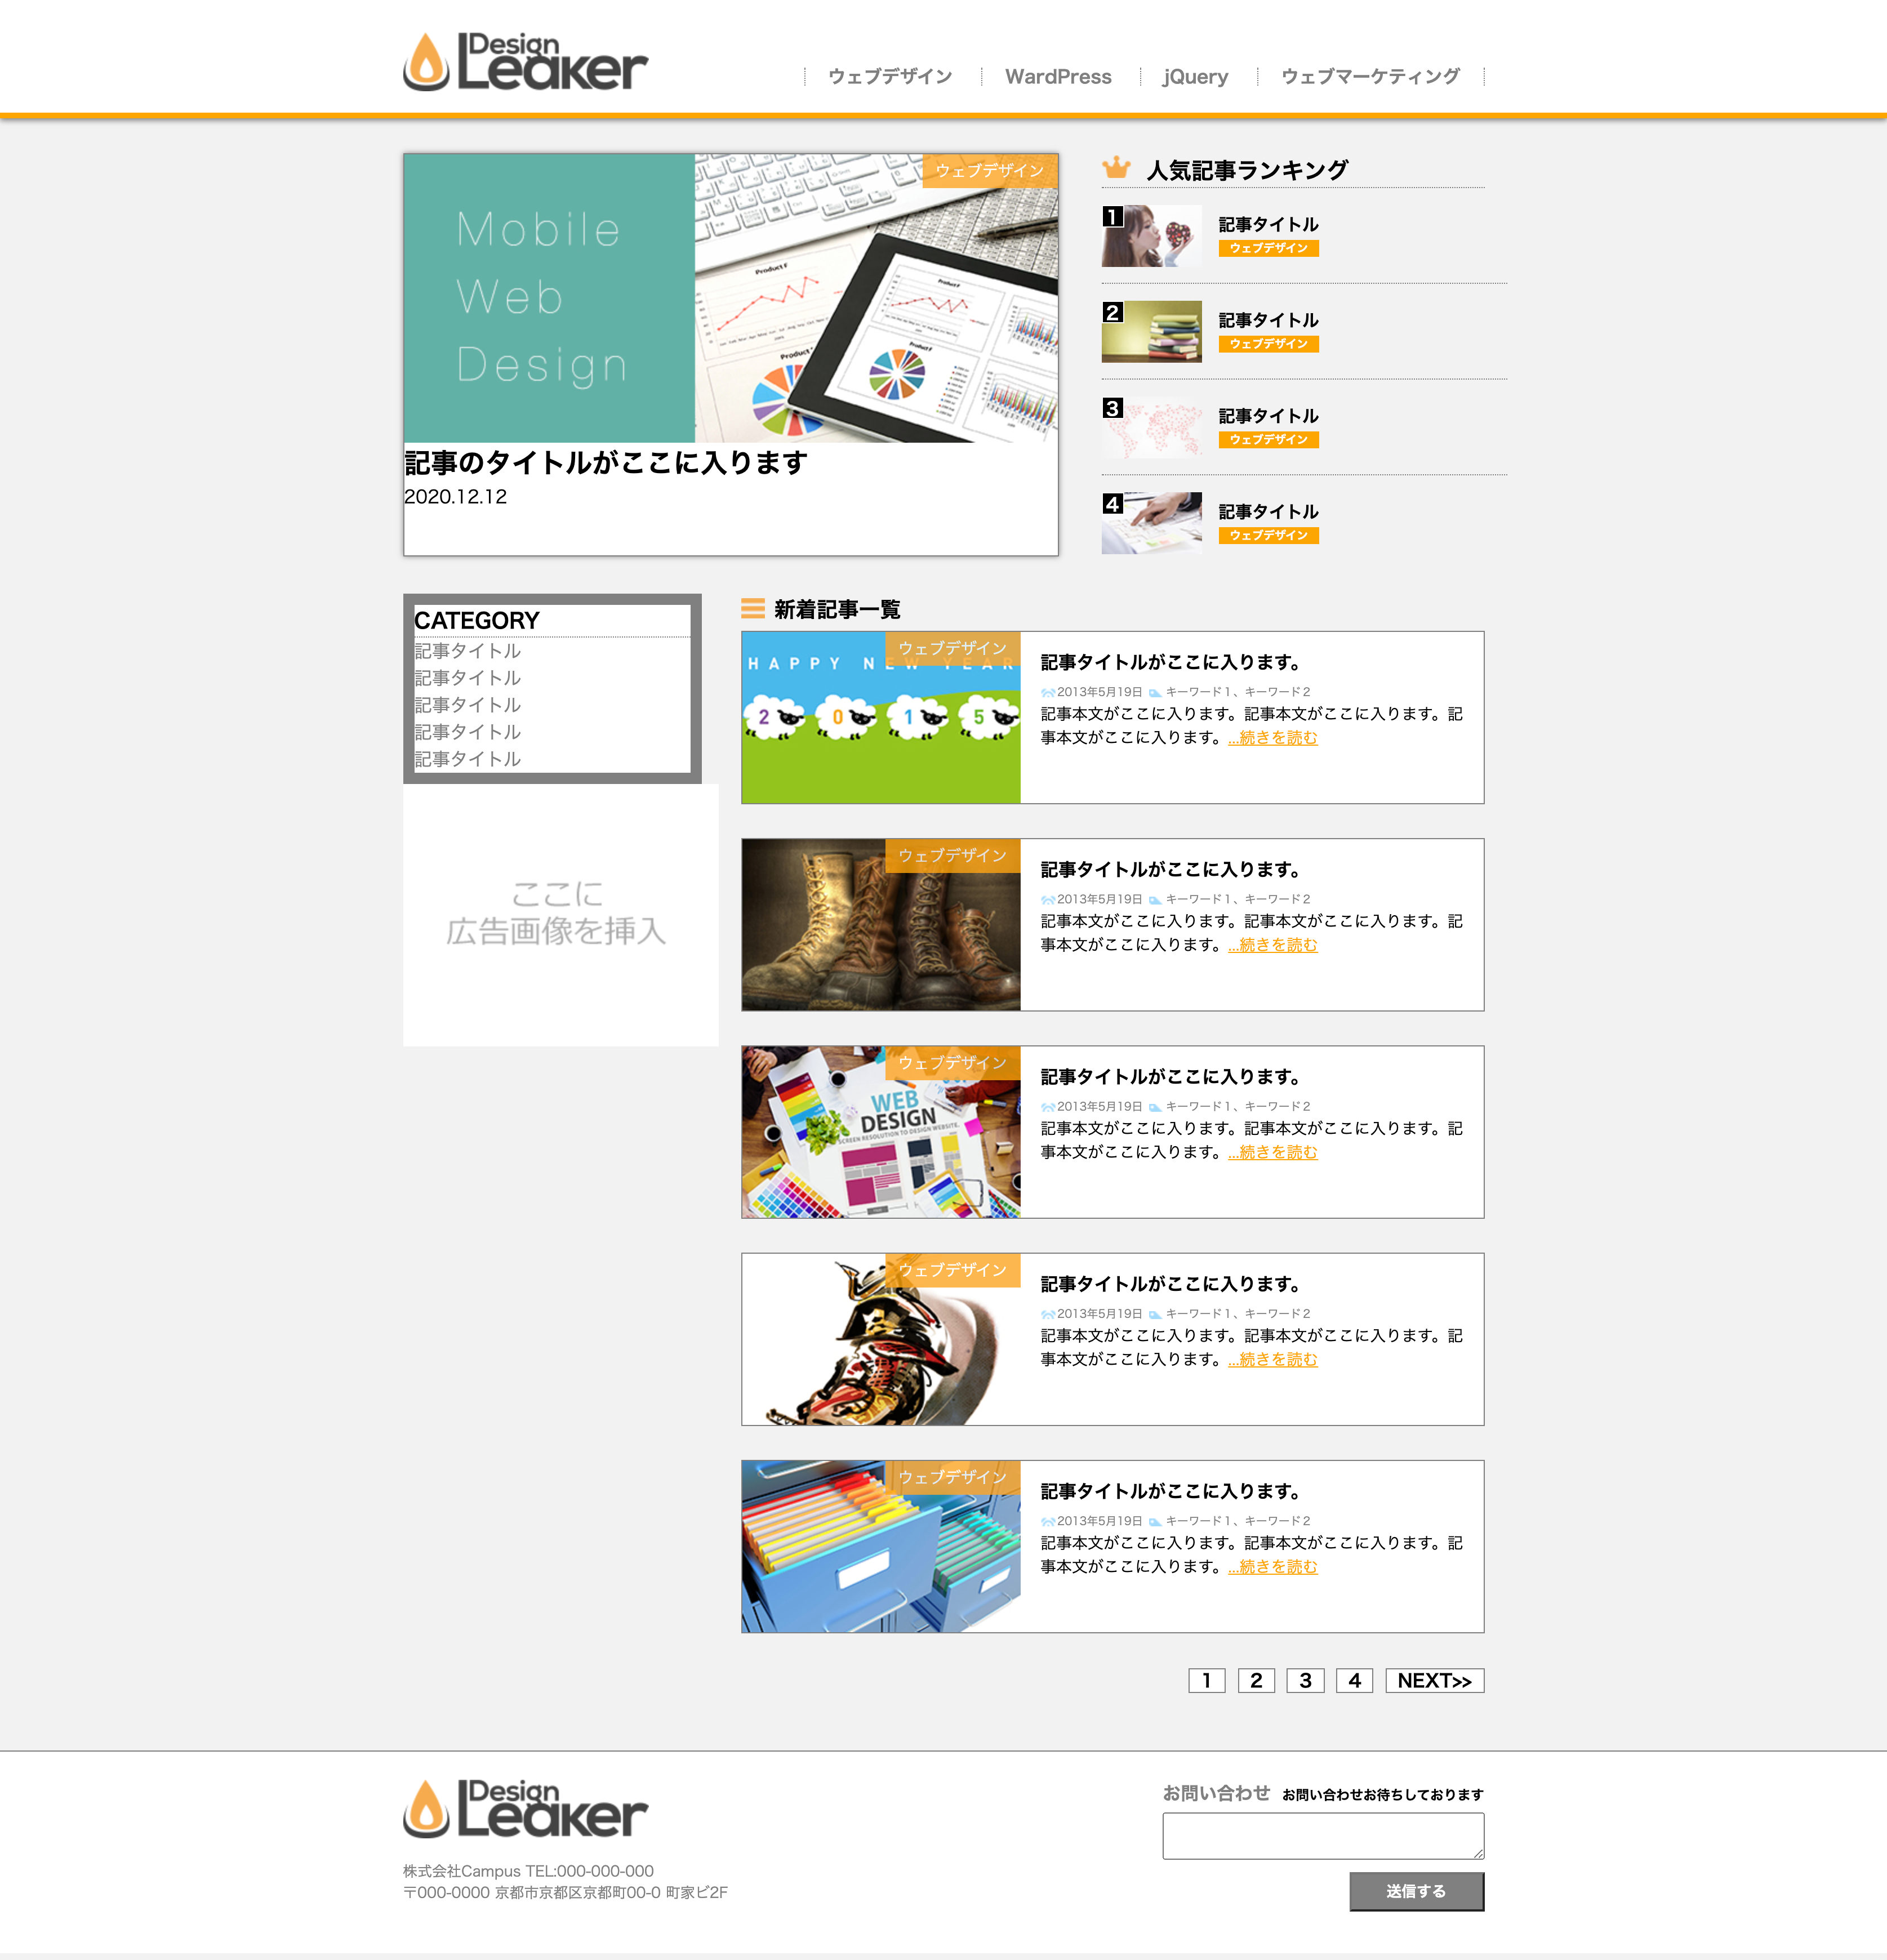 Design
Leaker
ウェブデザイン
WardPress
jQuery
ウェブマーケティング
ウェブデザイン
Mobile
Web
Design
Product F
Product F
Product F
記事のタイトルがここに入ります
2020.12.12
人気記事ランキング
1
記事タイトル
ウェブデザイン
2
記事タイトル
ウェブデザイン
3
記事タイトル
ウェブデザイン
4
記事タイトル
ウェブデザイン
CATEGORY
記事タイトル
記事タイトル
記事タイトル
記事タイトル
記事タイトル
ここに
広告画像を挿入
新着記事一覧
ウェブデザイン
HAPPY NEW YEAR
2 0 1 5
記事タイトルがここに入ります。
2013年5月19日 キーワード１、キーワード２
記事本文がここに入ります。記事本文がここに入ります。記
事本文がここに入ります。...続きを読む
ウェブデザイン
記事タイトルがここに入ります。
2013年5月19日 キーワード１、キーワード２
記事本文がここに入ります。記事本文がここに入ります。記
事本文がここに入ります。...続きを読む
ウェブデザイン
WEB
DESIGN
SCREEN RESOLUTION TO DESIGN WEBSITE.
記事タイトルがここに入ります。
2013年5月19日 キーワード１、キーワード２
記事本文がここに入ります。記事本文がここに入ります。記
事本文がここに入ります。...続きを読む
ウェブデザイン
記事タイトルがここに入ります。
2013年5月19日 キーワード１、キーワード２
記事本文がここに入ります。記事本文がここに入ります。記
事本文がここに入ります。...続きを読む
ウェブデザイン
記事タイトルがここに入ります。
2013年5月19日 キーワード１、キーワード２
記事本文がここに入ります。記事本文がここに入ります。記
事本文がここに入ります。...続きを読む
1 2 3 4 NEXT>>
Design
Leaker
株式会社Campus TEL:000-000-000
〒000-0000 京都市京都区京都町00-0 町家ビ2F
お問い合わせ お問い合わせお待ちしております
送信する